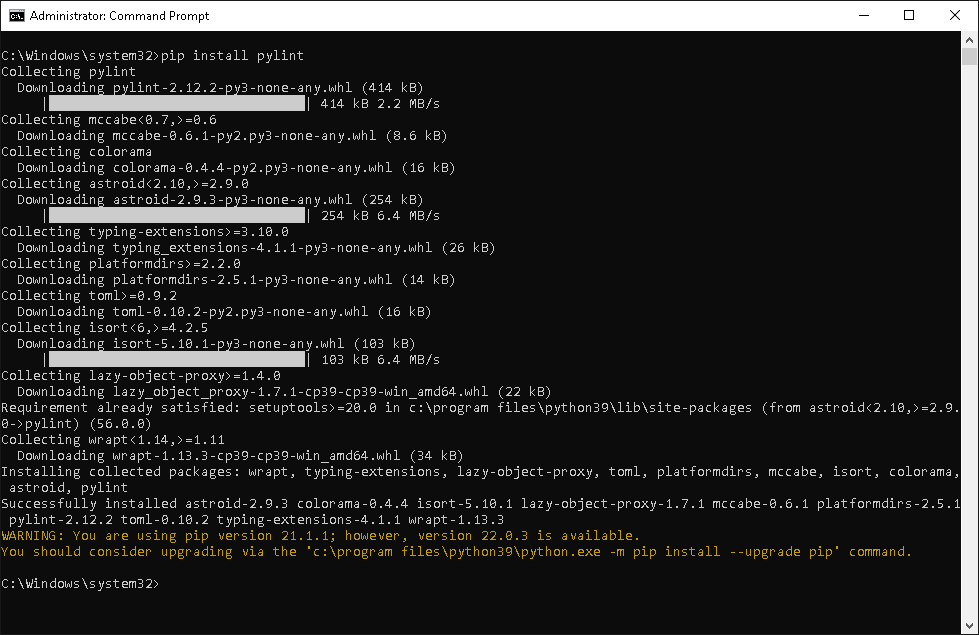 Administrator: Command Prompt
C:\Windows\system32>pip install pylint
Collecting pylint
  Downloading pylint-2.12.2-py3-none-any.whl (414 kB)
     |████████████████████████████████| 414 kB 2.2 MB/s
Collecting mccabe<0.7,>=0.6
  Downloading mccabe-0.6.1-py2.py3-none-any.whl (8.6 kB)
Collecting colorama
  Downloading colorama-0.4.4-py2.py3-none-any.whl (16 kB)
Collecting astroid<2.10,>=2.9.0
  Downloading astroid-2.9.3-py3-none-any.whl (254 kB)
     |████████████████████████████████| 254 kB 6.4 MB/s
Collecting typing-extensions>=3.10.0
  Downloading typing_extensions-4.1.1-py3-none-any.whl (26 kB)
Collecting platformdirs>=2.2.0
  Downloading platformdirs-2.5.1-py3-none-any.whl (14 kB)
Collecting toml>=0.9.2
  Downloading toml-0.10.2-py2.py3-none-any.whl (16 kB)
Collecting isort<6,>=4.2.5
  Downloading isort-5.10.1-py3-none-any.whl (103 kB)
     |████████████████████████████████| 103 kB 6.4 MB/s
Collecting lazy-object-proxy>=1.4.0
  Downloading lazy_object_proxy-1.7.1-cp39-cp39-win_amd64.whl (22 kB)
Requirement already satisfied: setuptools>=20.0 in c:\program files\python39\lib\site-packages (from astroid<2.10,>=2.9.
0->pylint) (56.0.0)
Collecting wrapt<1.14,>=1.11
  Downloading wrapt-1.13.3-cp39-cp39-win_amd64.whl (34 kB)
Installing collected packages: wrapt, typing-extensions, lazy-object-proxy, toml, platformdirs, mccabe, isort, colorama,
 astroid, pylint
Successfully installed astroid-2.9.3 colorama-0.4.4 isort-5.10.1 lazy-object-proxy-1.7.1 mccabe-0.6.1 platformdirs-2.5.1
 pylint-2.12.2 toml-0.10.2 typing-extensions-4.1.1 wrapt-1.13.3
WARNING: You are using pip version 21.1.1; however, version 22.0.3 is available.
You should consider upgrading via the 'c:\program files\python39\python.exe -m pip install --upgrade pip' command.
C:\Windows\system32>